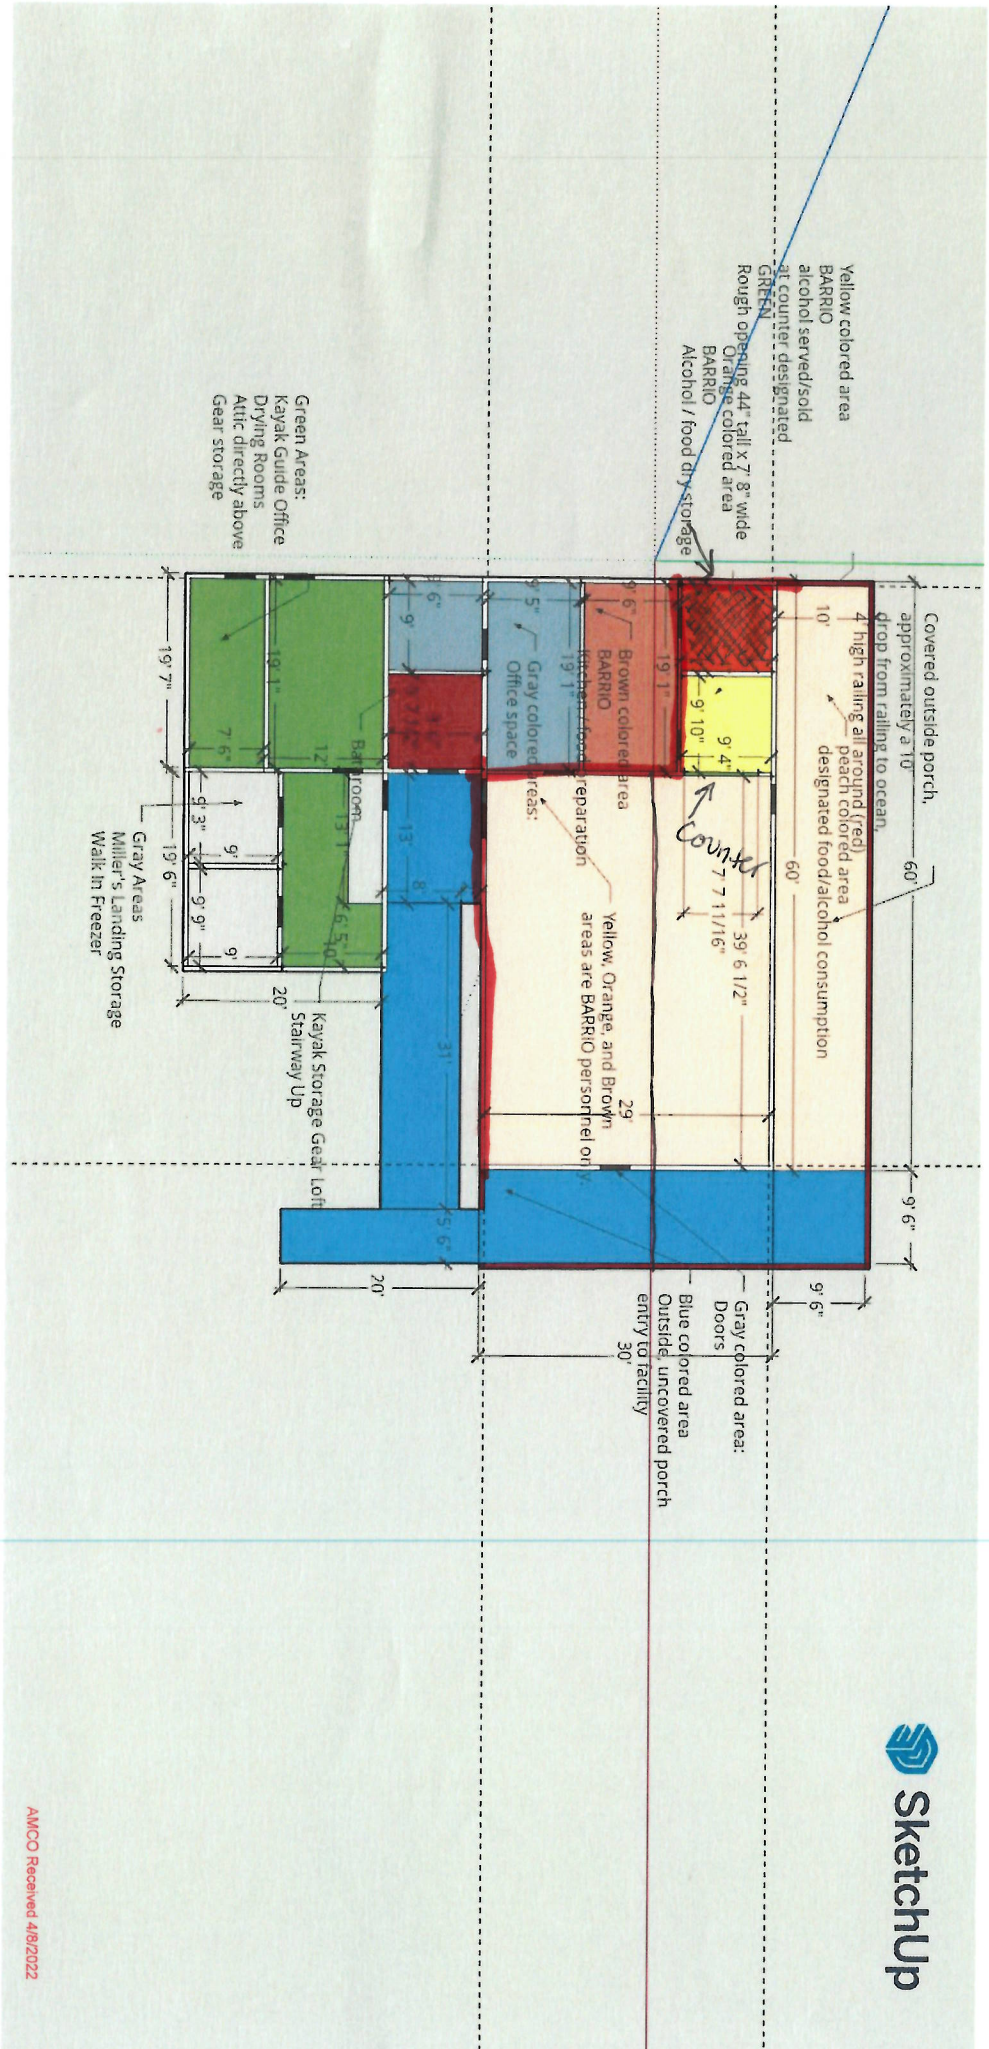 SketchUp
Covered outside porch,
approximately a 10'
drop from railing to ocean,
4' high railing all around (red)
peach colored area
designated food/alcohol consumption
60'
9' 6"
10'
60'
9' 6"
Yellow colored area
BARRIO
alcohol served/sold
at counter designated
GREEN
Rough opening 44" tall x 7' 8" wide
Orange colored area
BARRIO
Alcohol / food dry storage
9' 4"
9' 10"
counter
7' 7 11/16"
39' 6 1/2"
Gray colored area:
Doors
Blue colored area
Outside, uncovered porch
entry to facility
30'
19' 1"
9' 6"
Brown colored area
BARRIO
Kitchen / food preparation
19' 1"
29'
Yellow, Orange, and Brown
areas are BARRIO personnel only
9' 5"
Gray colored areas:
Office space
9'
13'
8'
31'
5' 6"
20'
Bathroom
12'
13' 1"
6' 5"
10'
Green Areas:
Kayak Guide Office
Drying Rooms
Attic directly above
Gear storage
19' 1"
7' 6"
Kayak Storage Gear Loft
Stairway Up
20'
9'
9'
9' 3"
9' 9"
19' 7"
19' 6"
Gray Areas
Miller's Landing Storage
Walk In Freezer
AMCO Received 4/8/2022